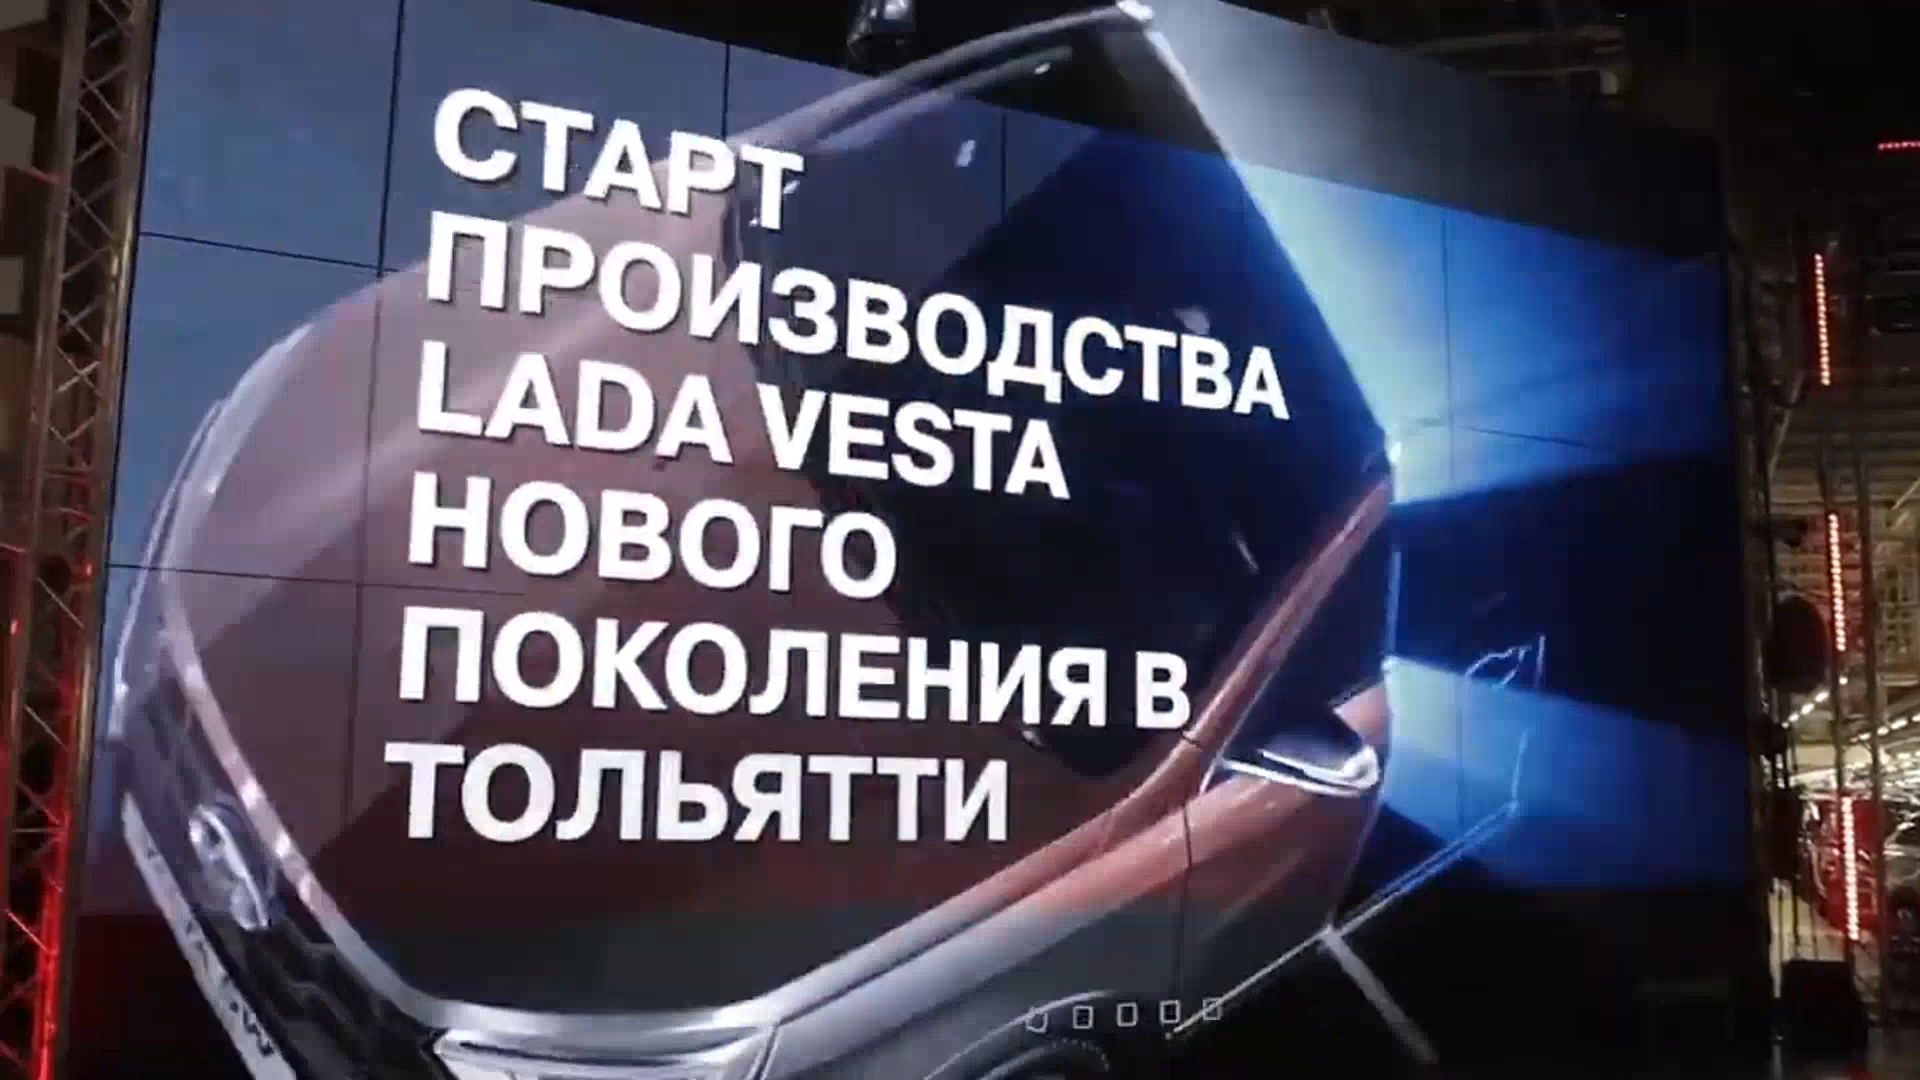 СТАРТ
ПРОИЗВОДСТВА
LADA VESTA
НОВОГО
ПОКОЛЕНИЯ В
ТОЛЬЯТТИ